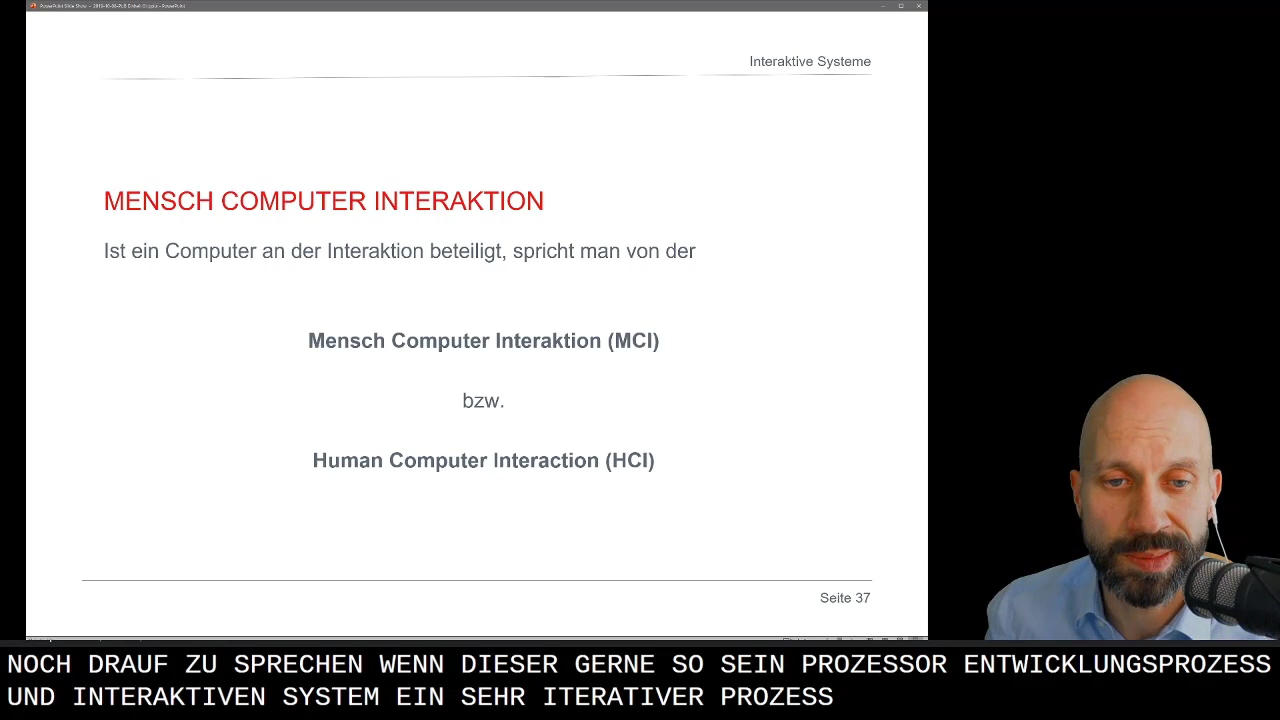 Interaktive Systeme
MENSCH COMPUTER INTERAKTION
Ist ein Computer an der Interaktion beteiligt, spricht man von der
Mensch Computer Interaktion (MCI)
bzw.
Human Computer Interaction (HCI)
Seite 37
NOCH DRAUF ZU SPRECHEN WENN DIESER GERNE SO SEIN PROZESSOR ENTWICKLUNGSPROZESS
UND INTERAKTIVEN SYSTEM EIN SEHR ITERATIVER PROZESS